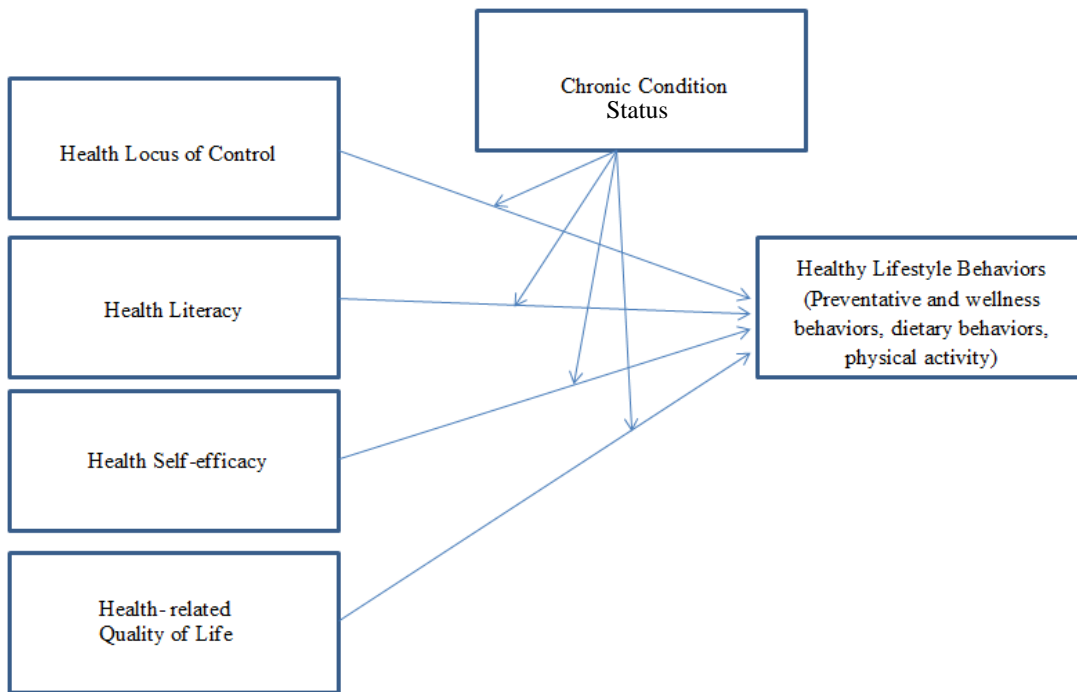 Chronic Condition
Status
Health Locus of Control
Health Literacy
Healthy Lifestyle Behaviors
(Preventative and wellness
behaviors, dietary behaviors,
physical activity)
Health Self-efficacy
Health-related
Quality of Life